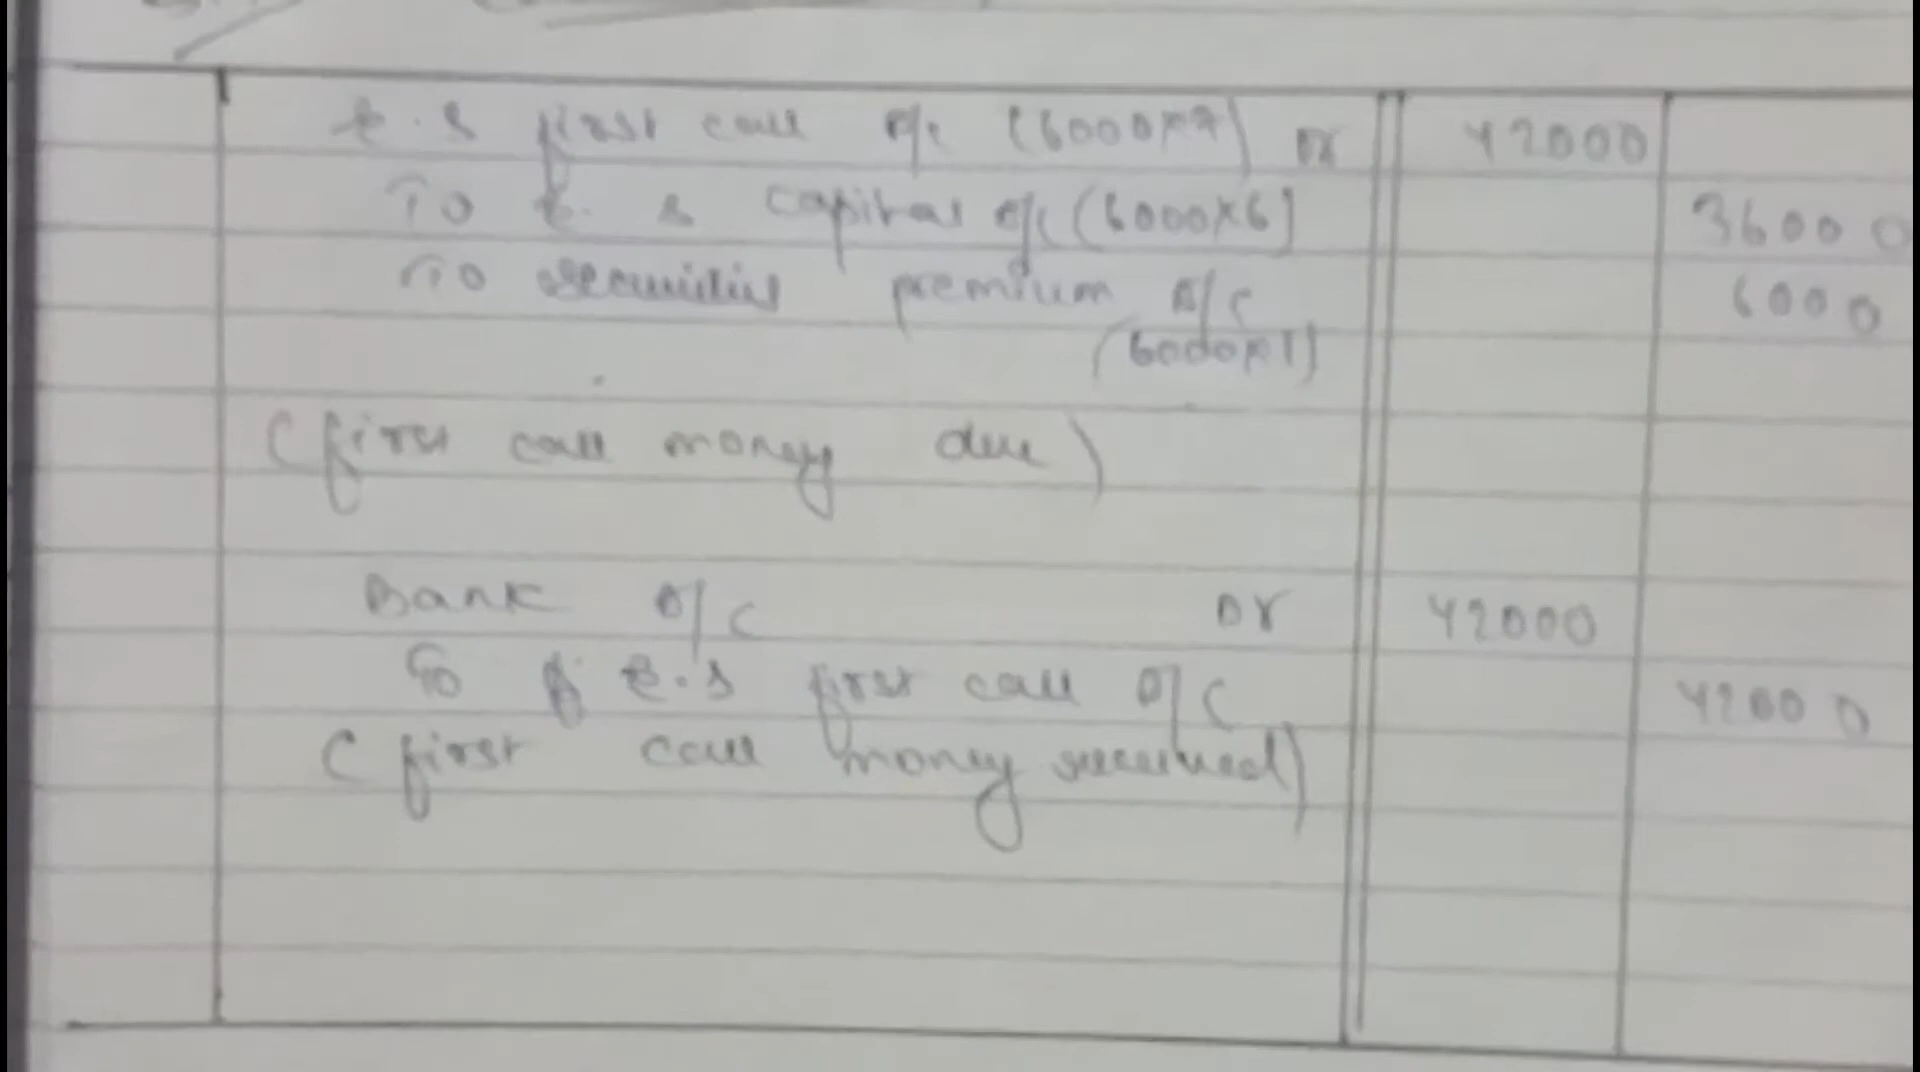 E.S first call A/c (6000×7) Dr 42000
To E.S capital A/c (6000×6) 36000
To securities premium A/c 6000
(6000×1)
(first call money due)
Bank A/c Dr 42000
To E.S first call A/c 42000
(first call money received)